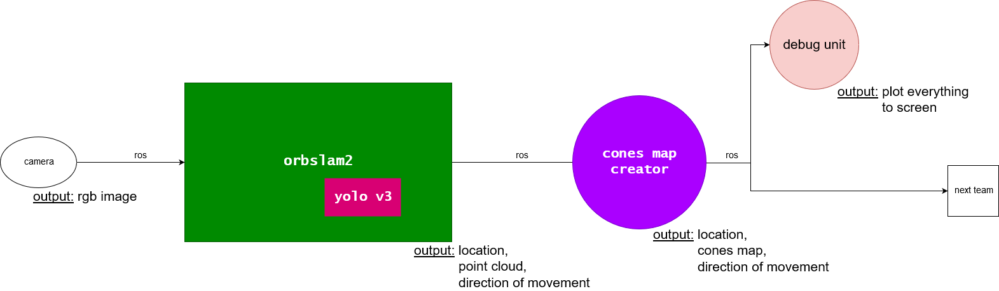 camera
output: rgb image
ros
orbslam2
yolo v3
output: location,
point cloud,
direction of movement
ros
cones map
creator
output: location,
cones map,
direction of movement
ros
debug unit
output: plot everything
to screen
next team